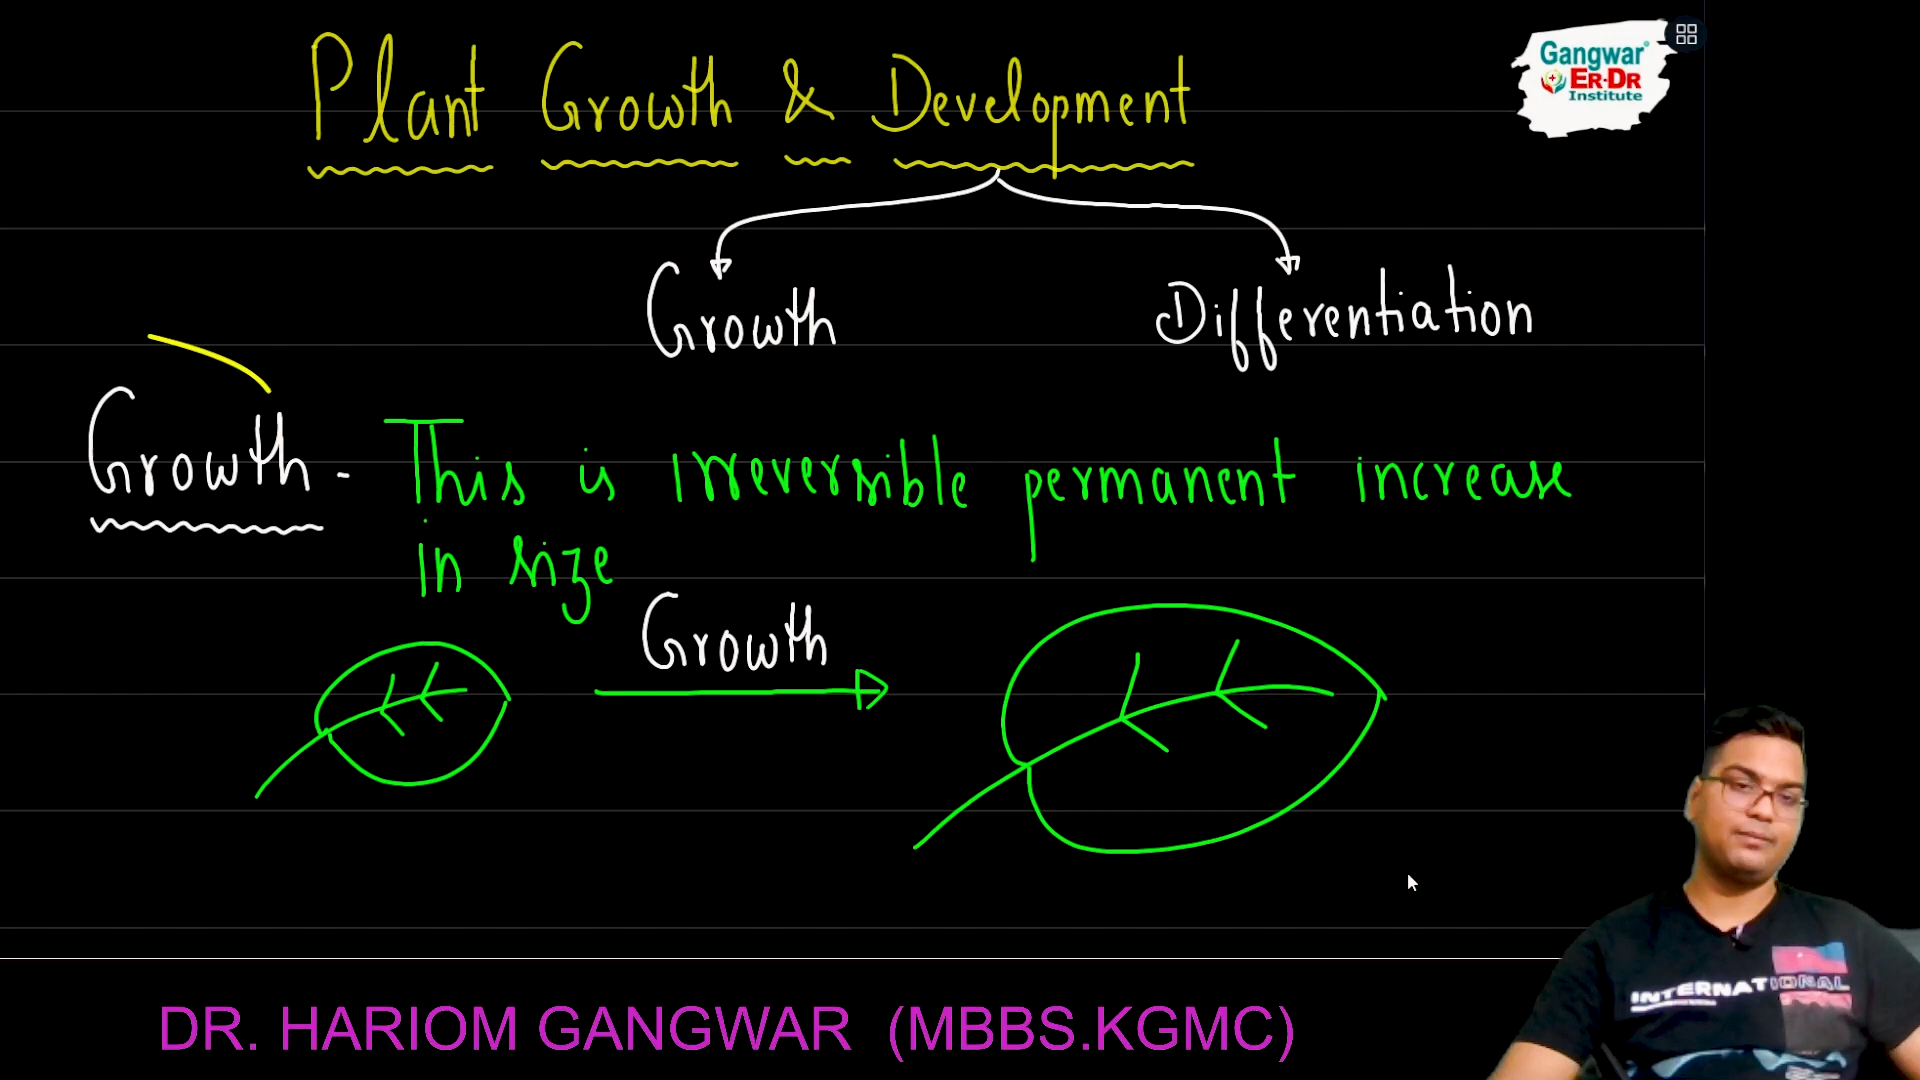 Plant Growth & Development
Gangwar
ER-DR
Institute
Growth Differentiation
Growth - This is irreversible permanent increase
in size
Growth
INTERNATIONAL
DR. HARIOM GANGWAR (MBBS.KGMC)